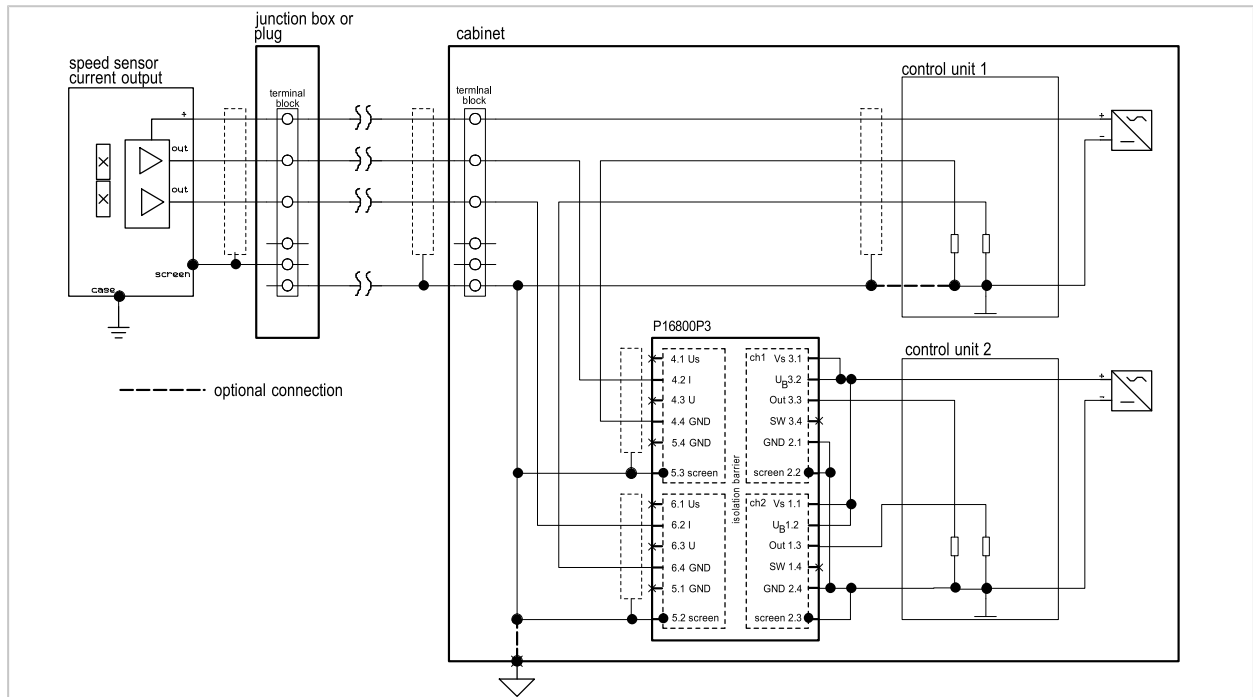 junction box or
plug
cabinet
speed sensor
current output
control unit 1
terminal
block
terminal
block
+
out
out
screen
case
+
-
optional connection
P16800P3
control unit 2
4.1 Us
ch1 Vs 3.1
4.2 I
UB3.2
4.3 U
Out 3.3
4.4 GND
SW 3.4
5.4 GND
GND 2.1
5.3 screen
screen 2.2
isolation barrier
6.1 Us
ch2 Vs 1.1
6.2 I
UB1.2
6.3 U
Out 1.3
6.4 GND
SW 1.4
5.1 GND
GND 2.4
5.2 screen
screen 2.3
+
-